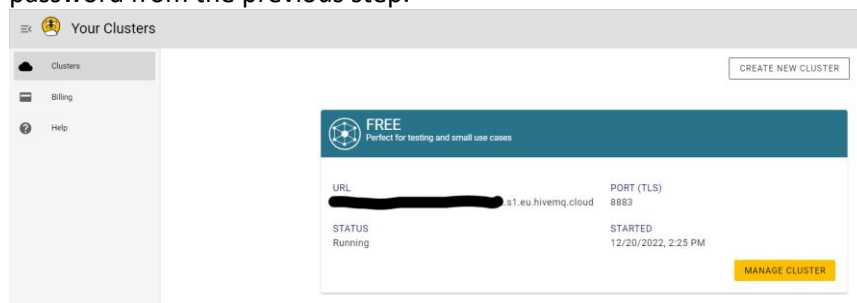 password from the previous step.
Your Clusters
Clusters
CREATE NEW CLUSTER
Billing
Help
FREE
Perfect for testing and small use cases
URL
PORT (TLS)
.s1.eu.hivemq.cloud
8883
STATUS
STARTED
Running
12/20/2022, 2:25 PM
MANAGE CLUSTER